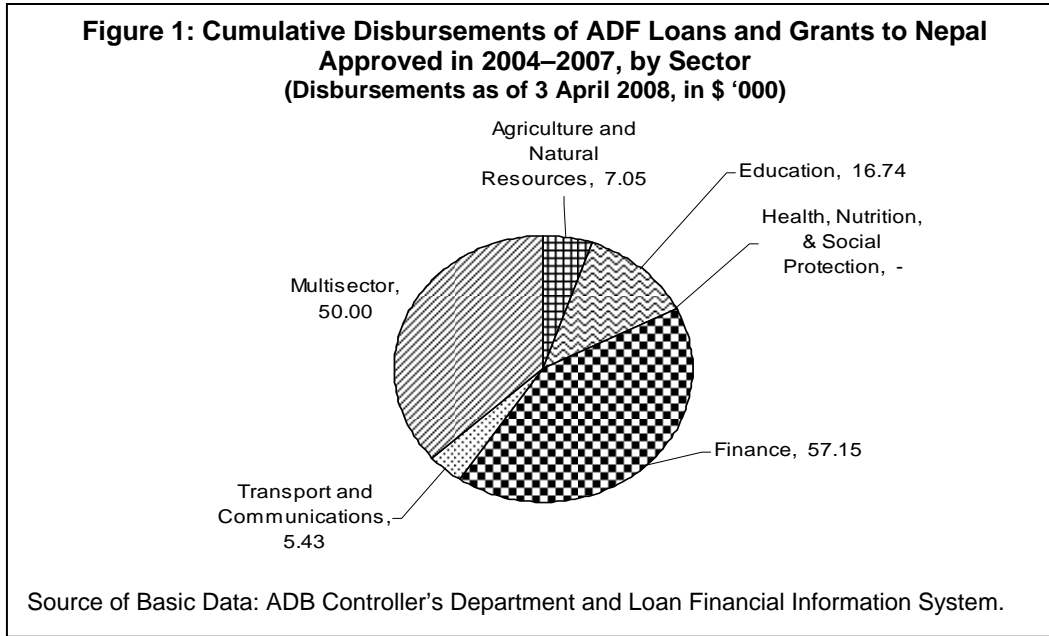 Figure 1: Cumulative Disbursements of ADF Loans and Grants to Nepal
Approved in 2004–2007, by Sector
(Disbursements as of 3 April 2008, in $ ‘000)
Agriculture and
Natural
Resources, 7.05
Education, 16.74
Health, Nutrition,
& Social
Protection, -
Multisector,
50.00
Finance, 57.15
Transport and
Communications,
5.43
Source of Basic Data: ADB Controller’s Department and Loan Financial Information System.